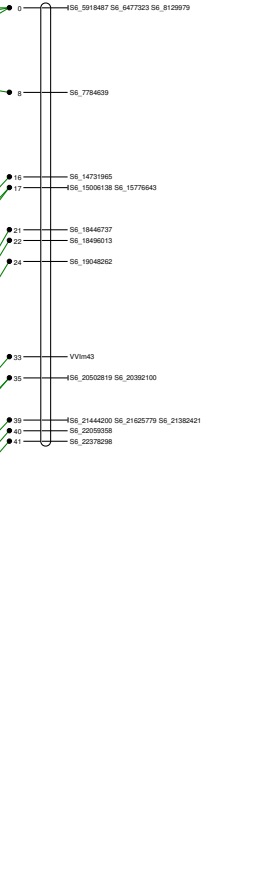 0 S6_5918487 S6_6477323 S6_8129979
8 S6_7784639
16 S6_14731965
17 S6_15006138 S6_15776643
21 S6_18446737
22 S6_18496013
24 S6_19048262
33 VVIm43
35 S6_20502819 S6_20392100
39 S6_21444200 S6_21625779 S6_21382421
40 S6_22059358
41 S6_22378298